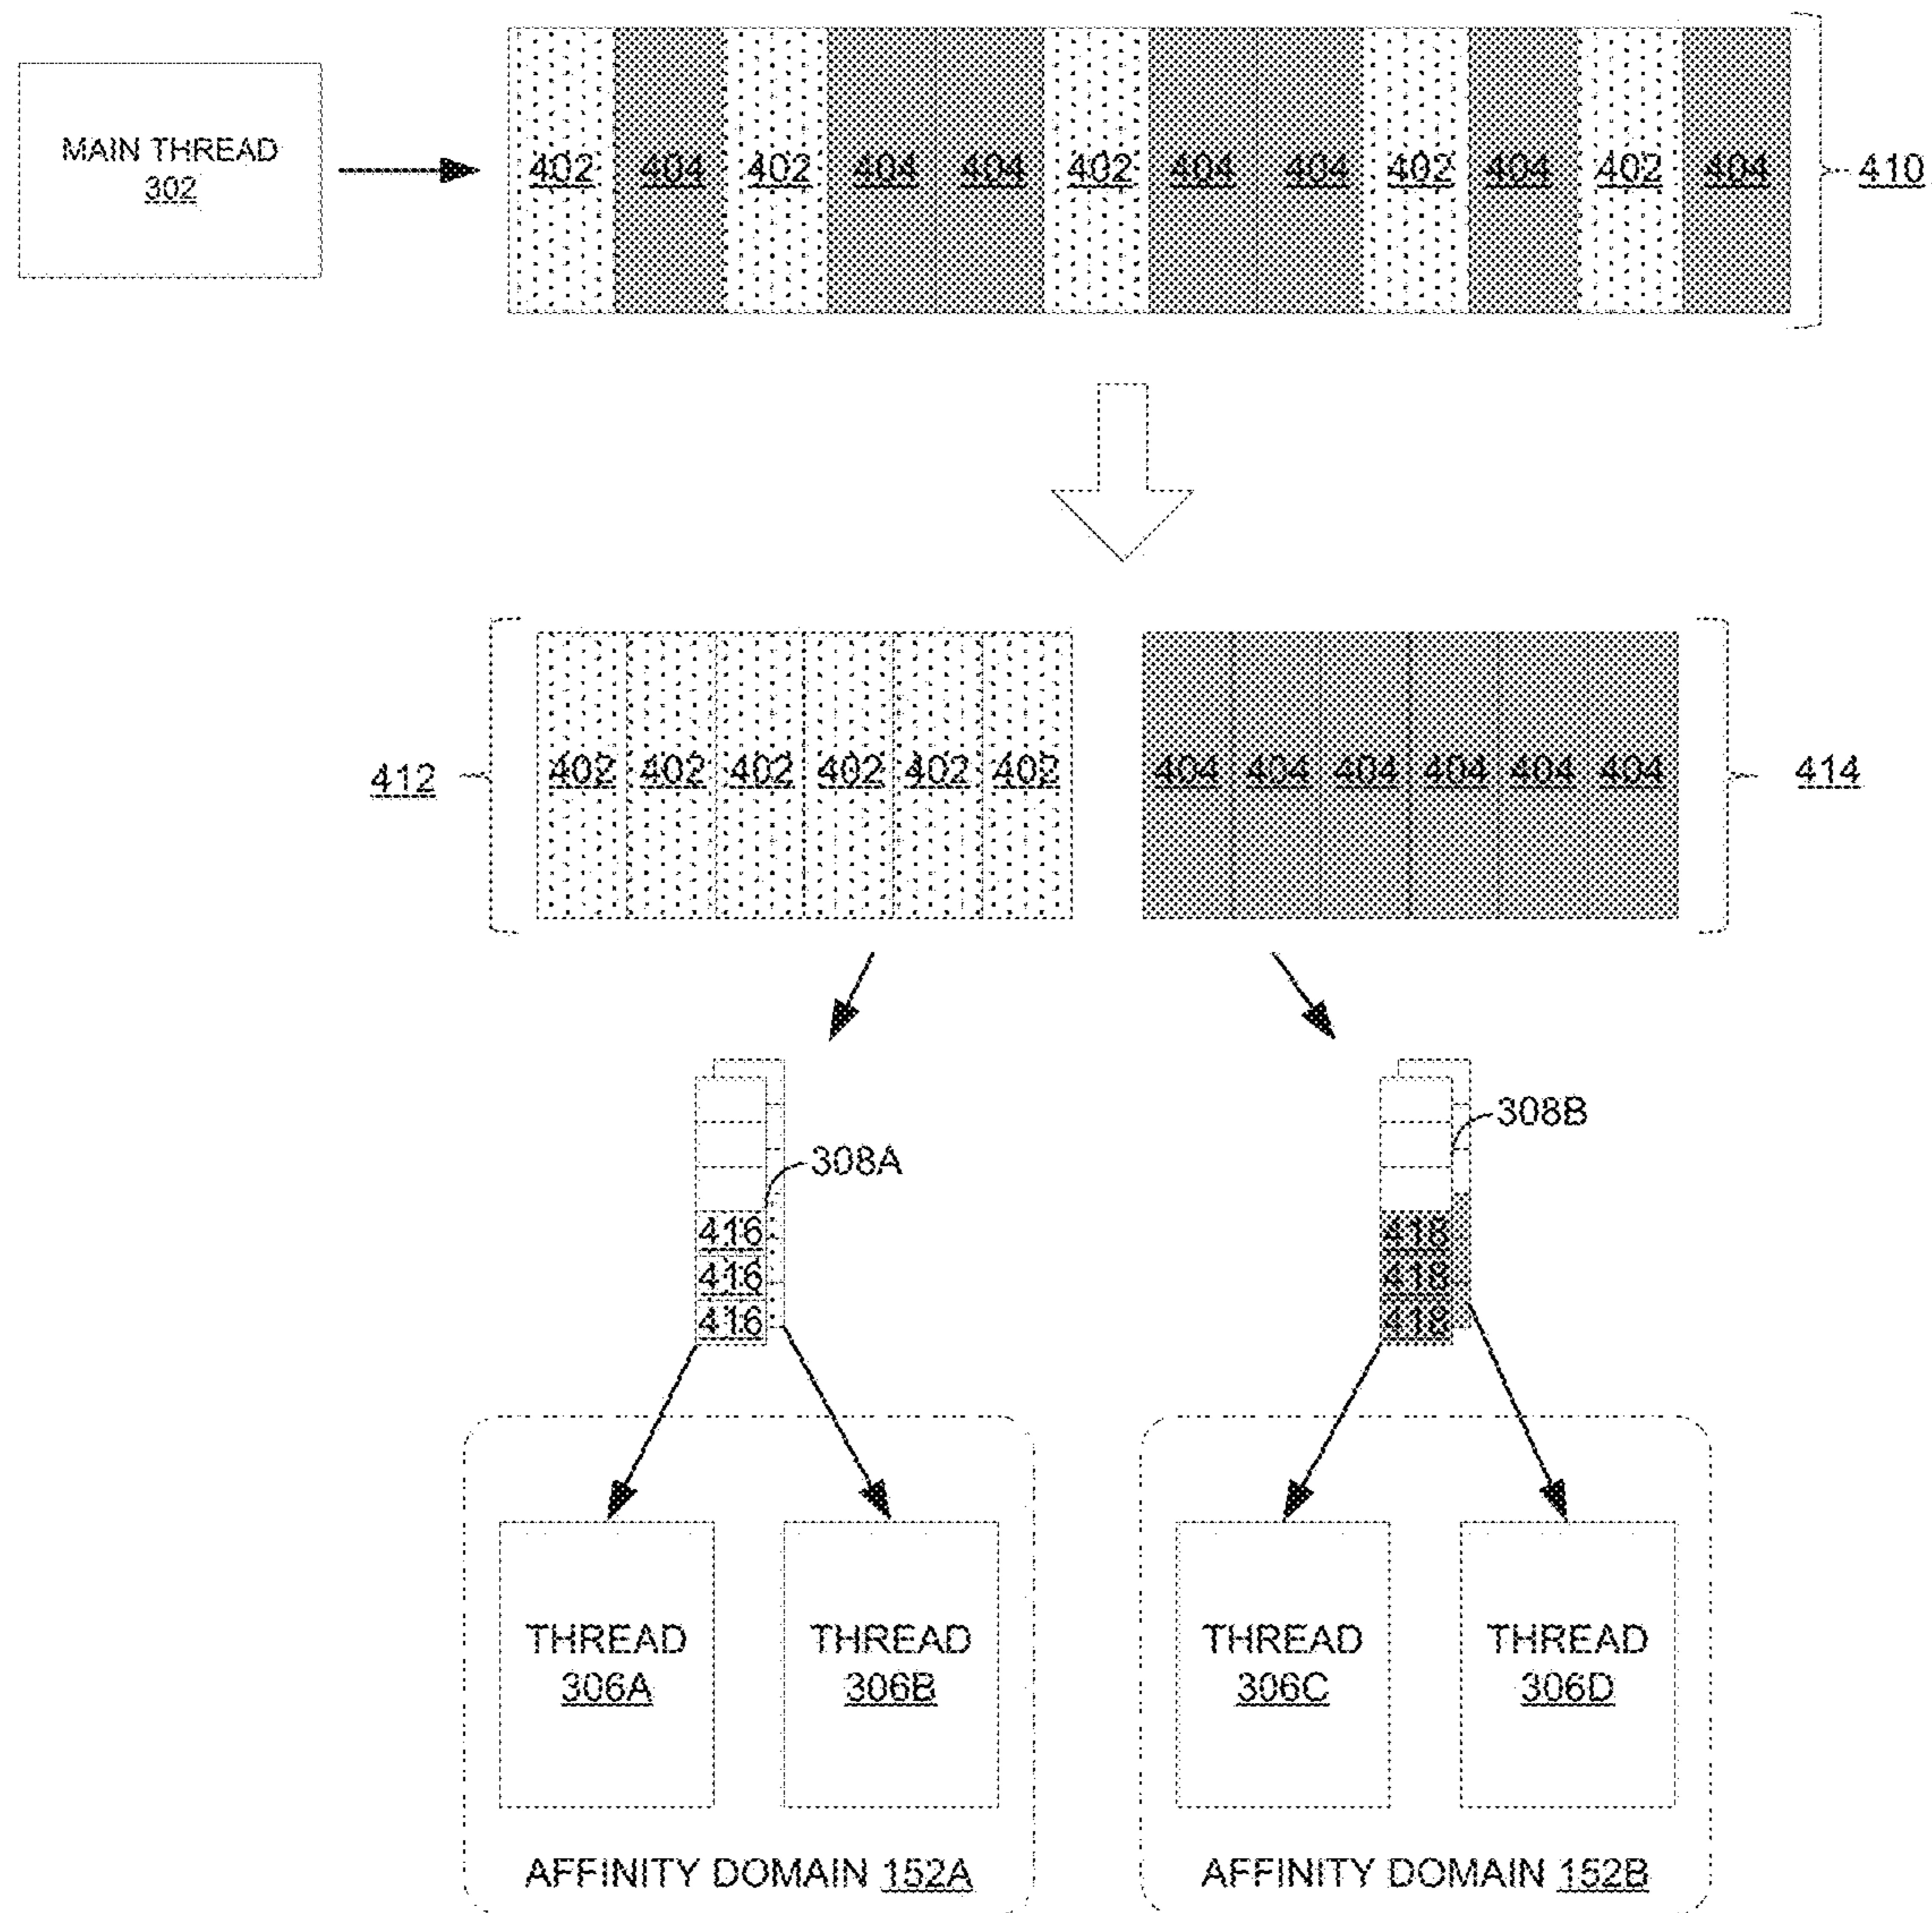 MAIN THREAD
302
402 404 402 404 404 402 404 404 402 404 402 404
410
412
402 402 402 402 402 402
404 404 404 404 404 404
414
308A
308B
416
416
416
418
418
418
THREAD
306A
THREAD
306B
THREAD
306C
THREAD
306D
AFFINITY DOMAIN 152A
AFFINITY DOMAIN 152B